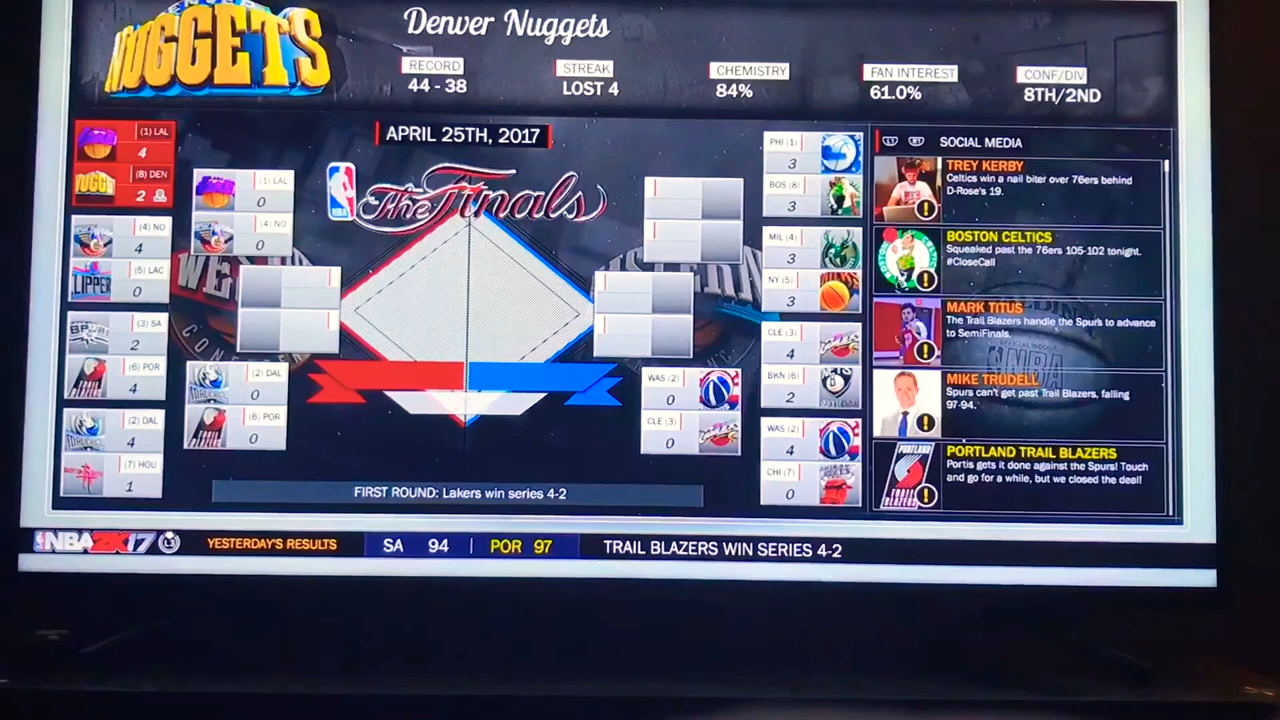 NUGGETS
Denver Nuggets
RECORD
44 - 38
STREAK
LOST 4
CHEMISTRY
84%
FAN INTEREST
61.0%
CONF/DIV
8TH/2ND
APRIL 25TH, 2017
(1) LAL
4
(8) DEN
2
(4) NO
4
(5) LAC
0
CLIPPER
(3) SA
2
SPURS
(6) POR
4
(2) DAL
4
(7) HOU
1
(1) LAL
0
(4) NO
0
(2) DAL
0
(6) POR
0
NBA
The Finals
PHI (1)
3
BOS (8)
3
MIL (4)
3
NY (5)
3
CLE (3)
4
BKN (6)
2
WAS (2)
4
CHI (7)
0
WAS (2)
0
CLE (3)
0
FIRST ROUND: Lakers win series 4-2
L1 R1 SOCIAL MEDIA
TREY KERBY
Celtics win a nail biter over 76ers behind
D-Rose's 19.
BOSTON CELTICS
Squeaked past the 76ers 105-102 tonight.
#CloseCall
MARK TITUS
The Trail Blazers handle the Spurs to advance
to SemiFinals.
MIKE TRUDELL
Spurs can't get past Trail Blazers, falling
97-94.
PORTLAND TRAIL BLAZERS
Portis gets it done against the Spurs! Touch
and go for a while, but we closed the deal!
PORTLAND
TRAIL BLAZERS
NBA 2K17 L3 YESTERDAY'S RESULTS SA 94 | POR 97 TRAIL BLAZERS WIN SERIES 4-2